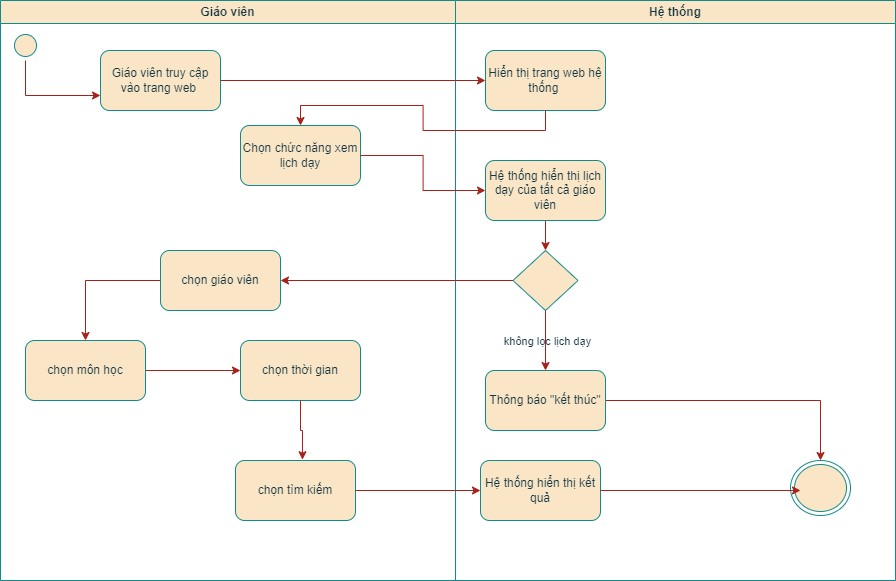 Giáo viên
Hệ thống
Giáo viên truy cập
vào trang web
Hiển thị trang web hệ
thống
Chọn chức năng xem
lịch dạy
Hệ thống hiển thị lịch
dạy của tất cả giáo
viên
chọn giáo viên
không lọc lịch dạy
chọn môn học
chọn thời gian
Thông báo "kết thúc"
chọn tìm kiếm
Hệ thống hiển thị kết
quả